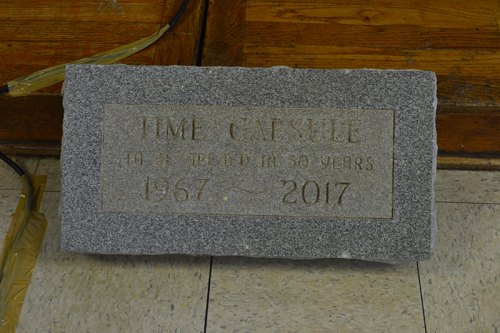 TIME CAPSULE
TO BE OPENED IN 50 YEARS
1967 2017